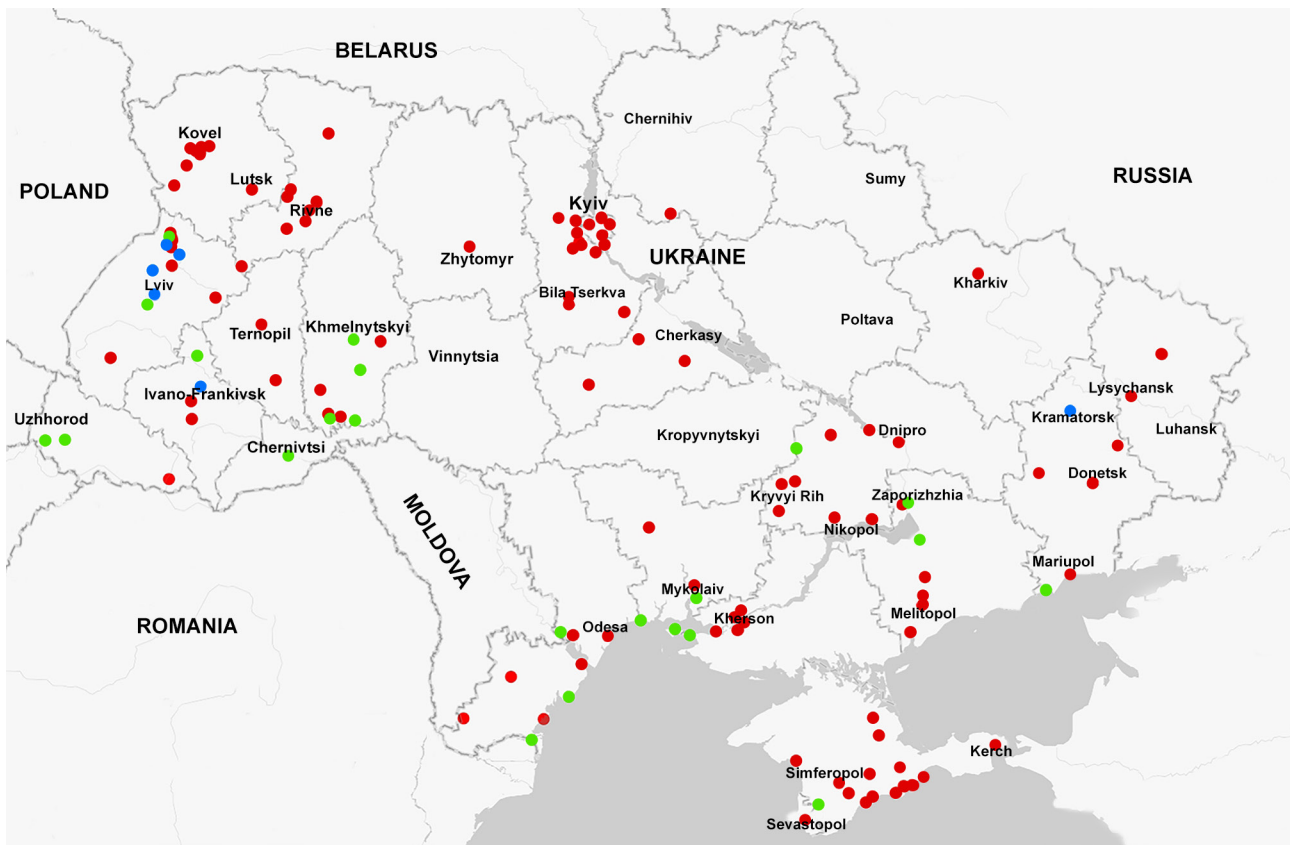 BELARUS
Chernihiv
Kovel
Sumy
RUSSIA
Lutsk
POLAND
Kyiv
Rivne
UKRAINE
Zhytomyr
Kharkiv
Lviv
Bila Tserkva
Poltava
Khmelnytskyi
Ternopil
Cherkasy
Vinnytsia
Lysychansk
Ivano-Frankivsk
Kramatorsk
Uzhhorod
Luhansk
Dnipro
Kropyvnytskyi
Chernivtsi
Donetsk
Zaporizhzhia
Kryvyi Rih
Nikopol
MOLDOVA
Mariupol
Mykolaiv
Melitopol
Kherson
ROMANIA
Odesa
Kerch
Simferopol
Sevastopol